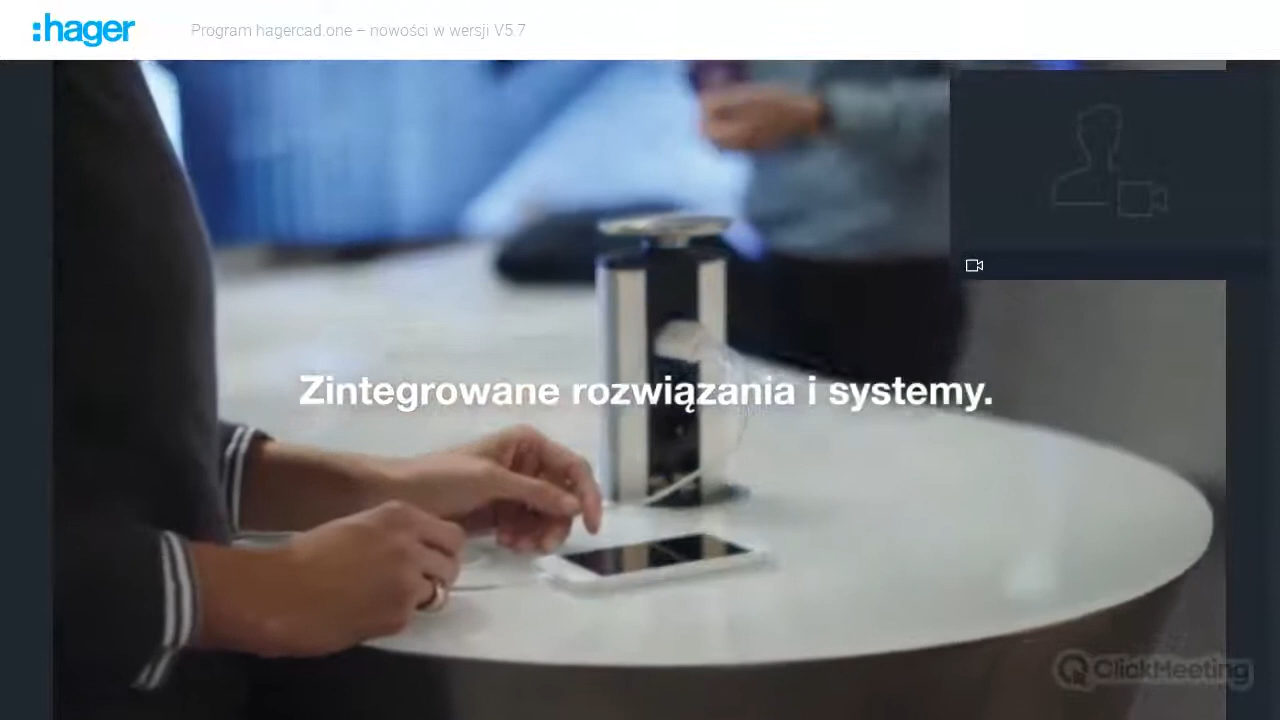 :hager
Program hagercad.one – nowości w wersji V5.7
Zintegrowane rozwiązania i systemy.
ClickMeeting